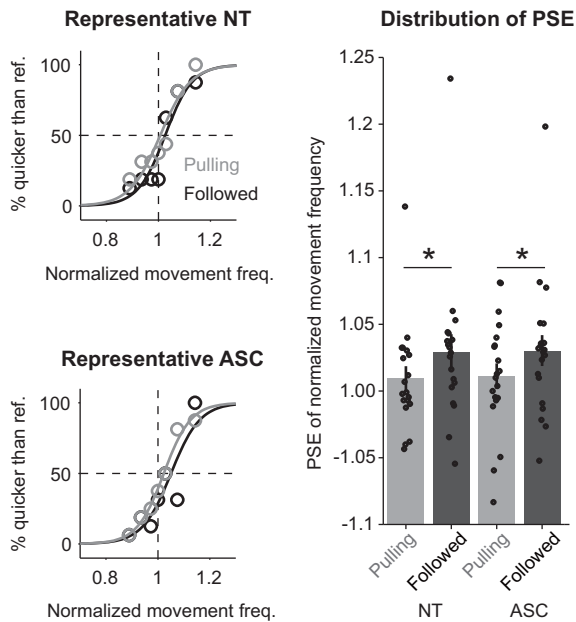 Representative NT
% quicker than ref.
100
50
0
Pulling
Followed
0.8 1 1.2
Normalized movement freq.
Representative ASC
% quicker than ref.
100
50
0
0.8 1 1.2
Normalized movement freq.
Distribution of PSE
PSE of normalized movement frequency
1.25
1.2
1.15
1.1
1.05
1.00
-1.05
-1.1
* *
Pulling Followed Pulling Followed
NT ASC